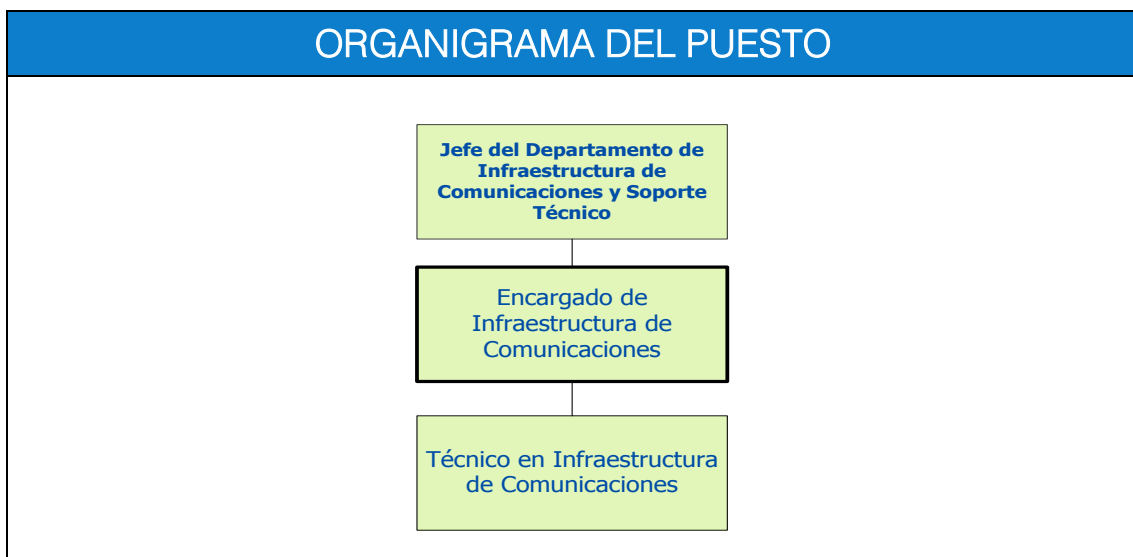 ORGANIGRAMA DEL PUESTO
Jefe del Departamento de
Infraestructura de
Comunicaciones y Soporte
Técnico
Encargado de
Infraestructura de
Comunicaciones
Técnico en Infraestructura
de Comunicaciones